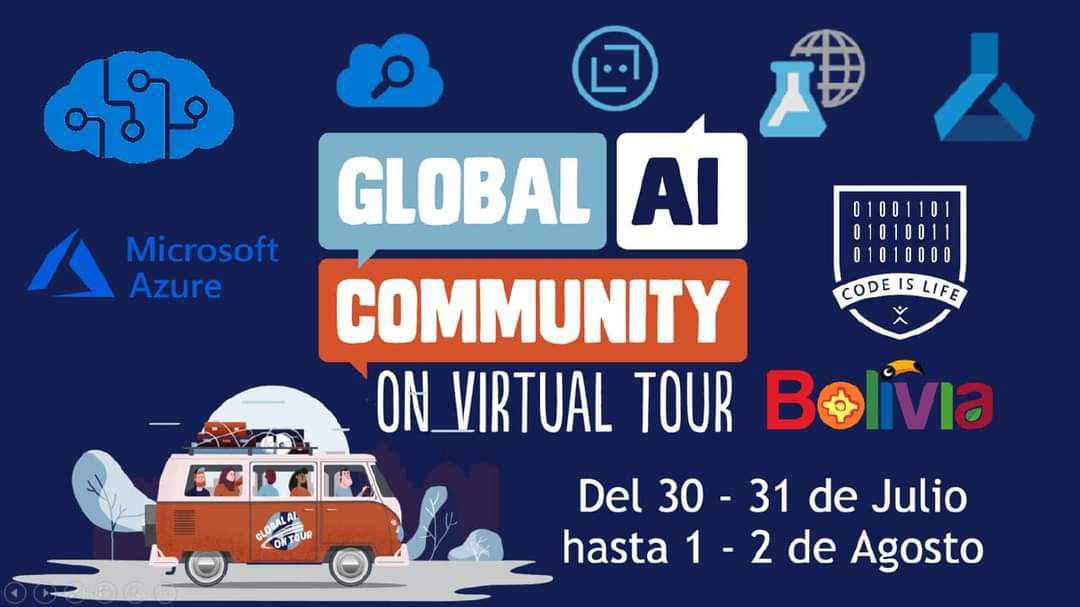 GLOBAL AI
COMMUNITY
ON VIRTUAL TOUR
Microsoft
Azure
01001101
01010011
01010000
CODE IS LIFE
Bolivia
GLOBAL AI
ON TOUR
Del 30 - 31 de Julio
hasta 1 - 2 de Agosto